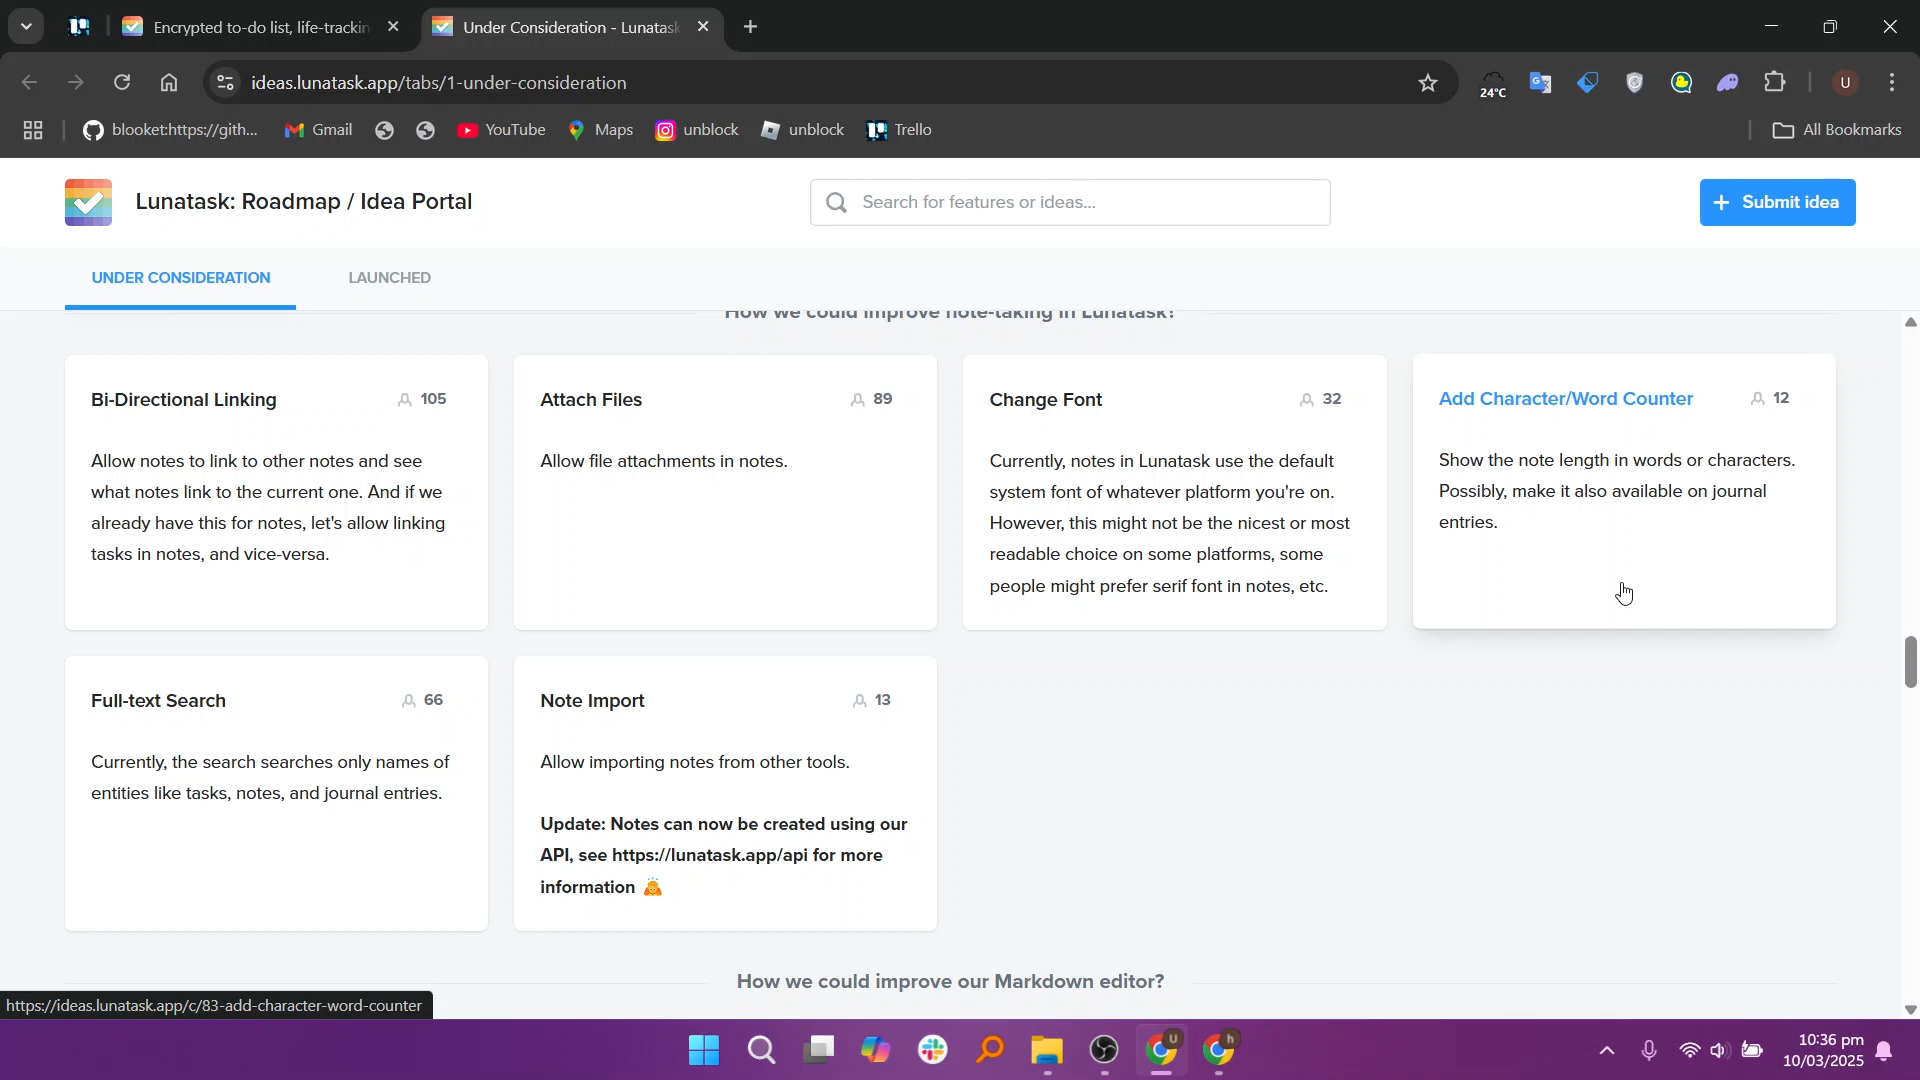 Encrypted to-do list, life-trackin
Under Consideration - Lunatask
ideas.lunatask.app/tabs/1-under-consideration
24°C
U
blooket:https://gith...
Gmail
YouTube
Maps
unblock
unblock
Trello
All Bookmarks
Lunatask: Roadmap / Idea Portal
Search for features or ideas...
+ Submit idea
UNDER CONSIDERATION
LAUNCHED
How we could improve note-taking in Lunatask?
Bi-Directional Linking
105
Allow notes to link to other notes and see
what notes link to the current one. And if we
already have this for notes, let's allow linking
tasks in notes, and vice-versa.
Attach Files
89
Allow file attachments in notes.
Change Font
32
Currently, notes in Lunatask use the default
system font of whatever platform you're on.
However, this might not be the nicest or most
readable choice on some platforms, some
people might prefer serif font in notes, etc.
Add Character/Word Counter
12
Show the note length in words or characters.
Possibly, make it also available on journal
entries.
Full-text Search
66
Currently, the search searches only names of
entities like tasks, notes, and journal entries.
Note Import
13
Allow importing notes from other tools.
Update: Notes can now be created using our
API, see https://lunatask.app/api for more
information 🙇
How we could improve our Markdown editor?
https://ideas.lunatask.app/c/83-add-character-word-counter
U
h
10:36 pm
10/03/2025